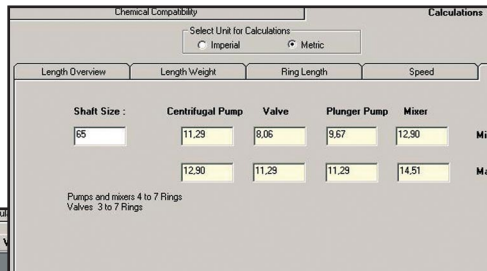 Chemical Compatibility Calculations
Select Unit for Calculations
Imperial Metric
Length Overview Length Weight Ring Length Speed
Shaft Size : Centrifugal Pump Valve Plunger Pump Mixer
65 11,29 8,06 9,67 12,90 Mi
12,90 11,29 11,29 14,51 Ma
Pumps and mixers 4 to 7 Rings
Valves 3 to 7 Rings